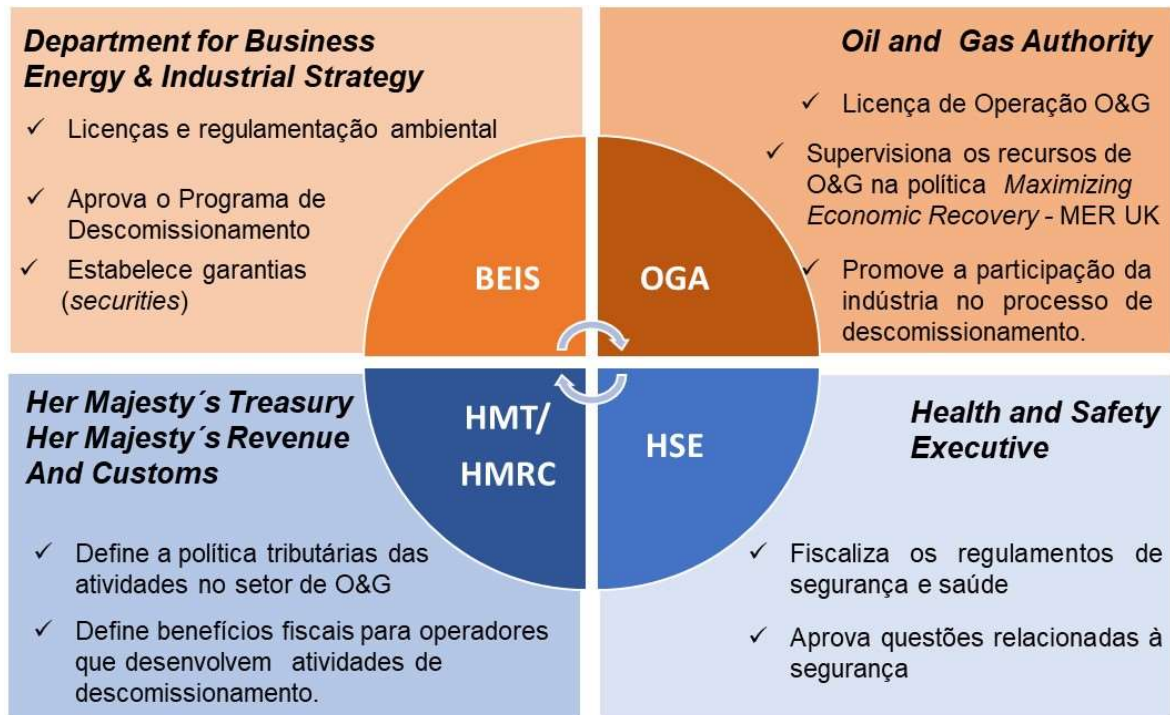 Department for Business
Energy & Industrial Strategy
✓ Licenças e regulamentação ambiental
✓ Aprova o Programa de
Descomissionamento
✓ Estabelece garantias
(securities)
Oil and Gas Authority
✓ Licença de Operação O&G
✓ Supervisiona os recursos de
O&G na política Maximizing
Economic Recovery - MER UK
✓ Promove a participação da
indústria no processo de
descomissionamento.
BEIS
OGA
HMT/
HMRC
HSE
Her Majesty´s Treasury
Her Majesty´s Revenue
And Customs
✓ Define a política tributárias das
atividades no setor de O&G
✓ Define benefícios fiscais para operadores
que desenvolvem atividades de
descomissionamento.
Health and Safety
Executive
✓ Fiscaliza os regulamentos de
segurança e saúde
✓ Aprova questões relacionadas à
segurança